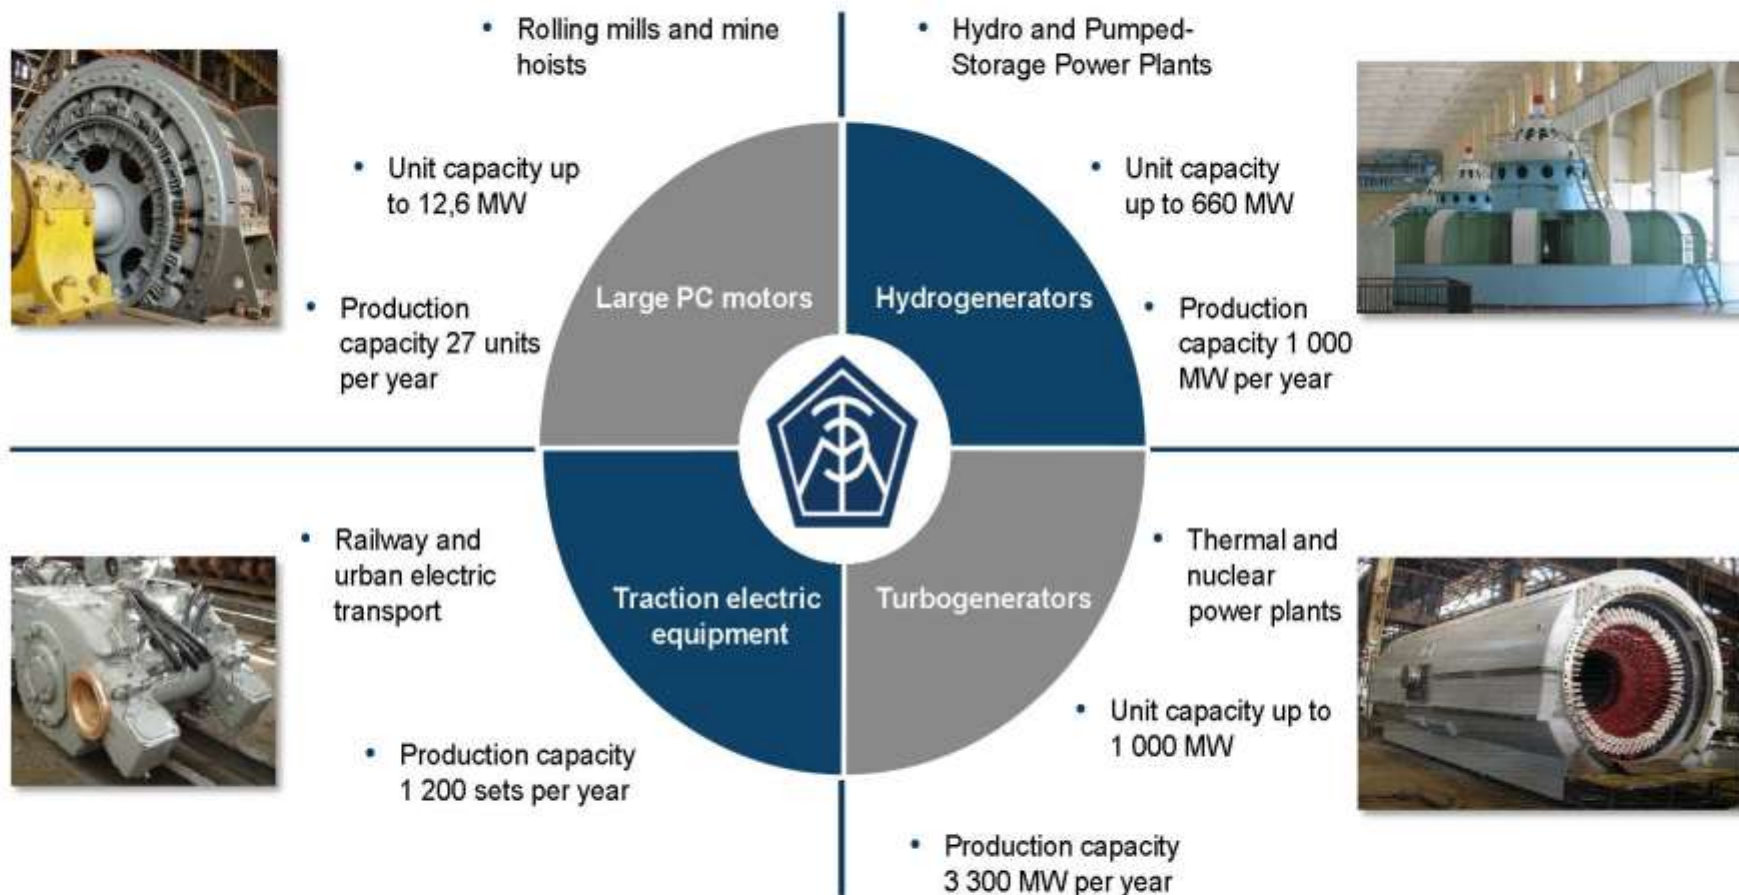 • Rolling mills and mine
hoists
• Unit capacity up
to 12,6 MW
• Production
capacity 27 units
per year
Large PC motors
• Hydro and Pumped-
Storage Power Plants
• Unit capacity
up to 660 MW
• Production
capacity 1 000
MW per year
Hydrogenerators
• Railway and
urban electric
transport
• Production capacity
1 200 sets per year
Traction electric
equipment
• Thermal and
nuclear
power plants
• Unit capacity up to
1 000 MW
• Production capacity
3 300 MW per year
Turbogenerators